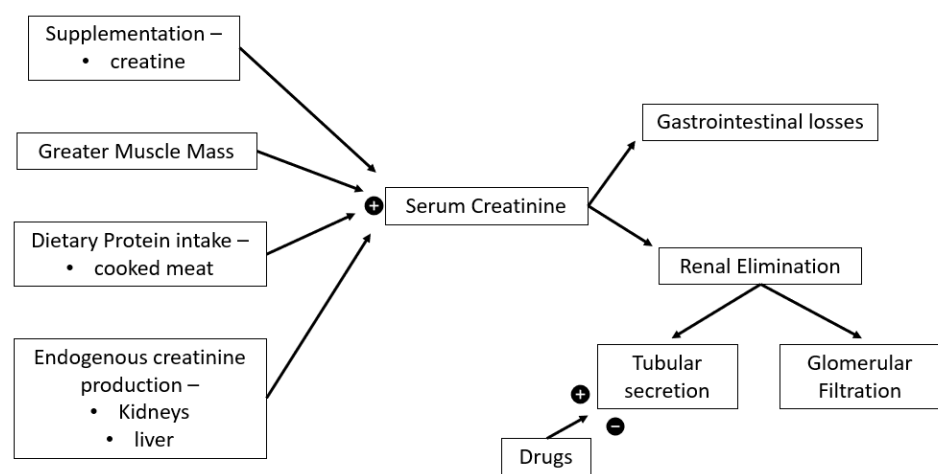 Supplementation –
• creatine
Greater Muscle Mass
Dietary Protein intake –
• cooked meat
Endogenous creatinine
production –
• Kidneys
• liver
+
Serum Creatinine
Gastrointestinal losses
Renal Elimination
Tubular
secretion
Glomerular
Filtration
+
−
Drugs